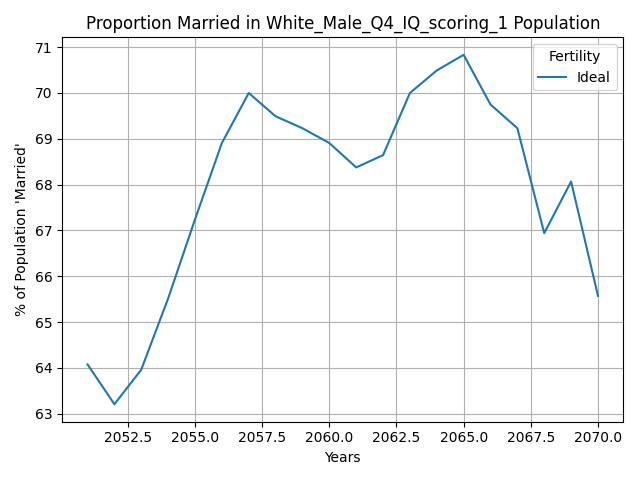 Proportion Married in White_Male_Q4_IQ_scoring_1 Population
Fertility
Ideal
% of Population 'Married'
71
70
69
68
67
66
65
64
63
2052.5 2055.0 2057.5 2060.0 2062.5 2065.0 2067.5 2070.0
Years